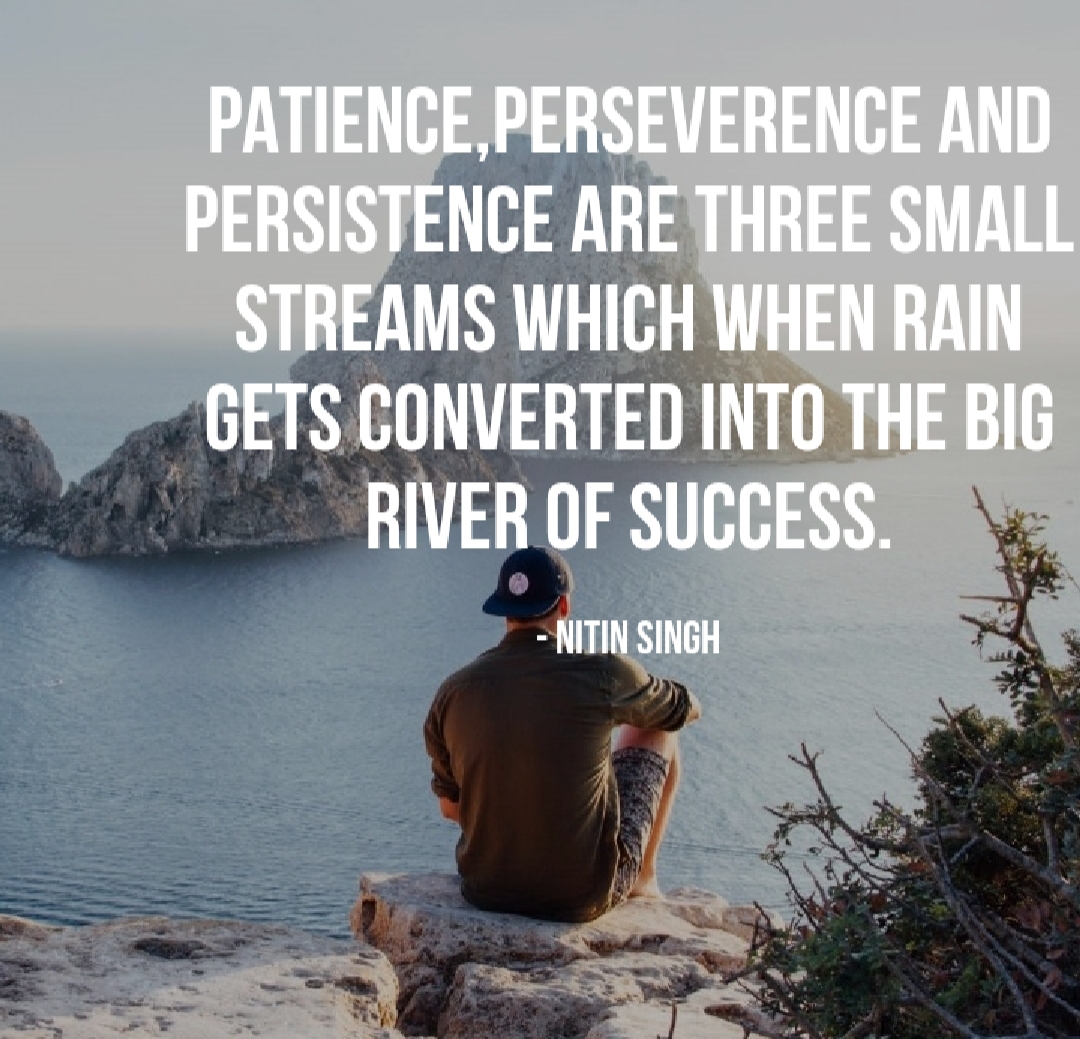 PATIENCE,PERSEVERENCE AND
PERSISTENCE ARE THREE SMALL
STREAMS WHICH WHEN RAIN
GETS CONVERTED INTO THE BIG
RIVER OF SUCCESS.
- NITIN SINGH